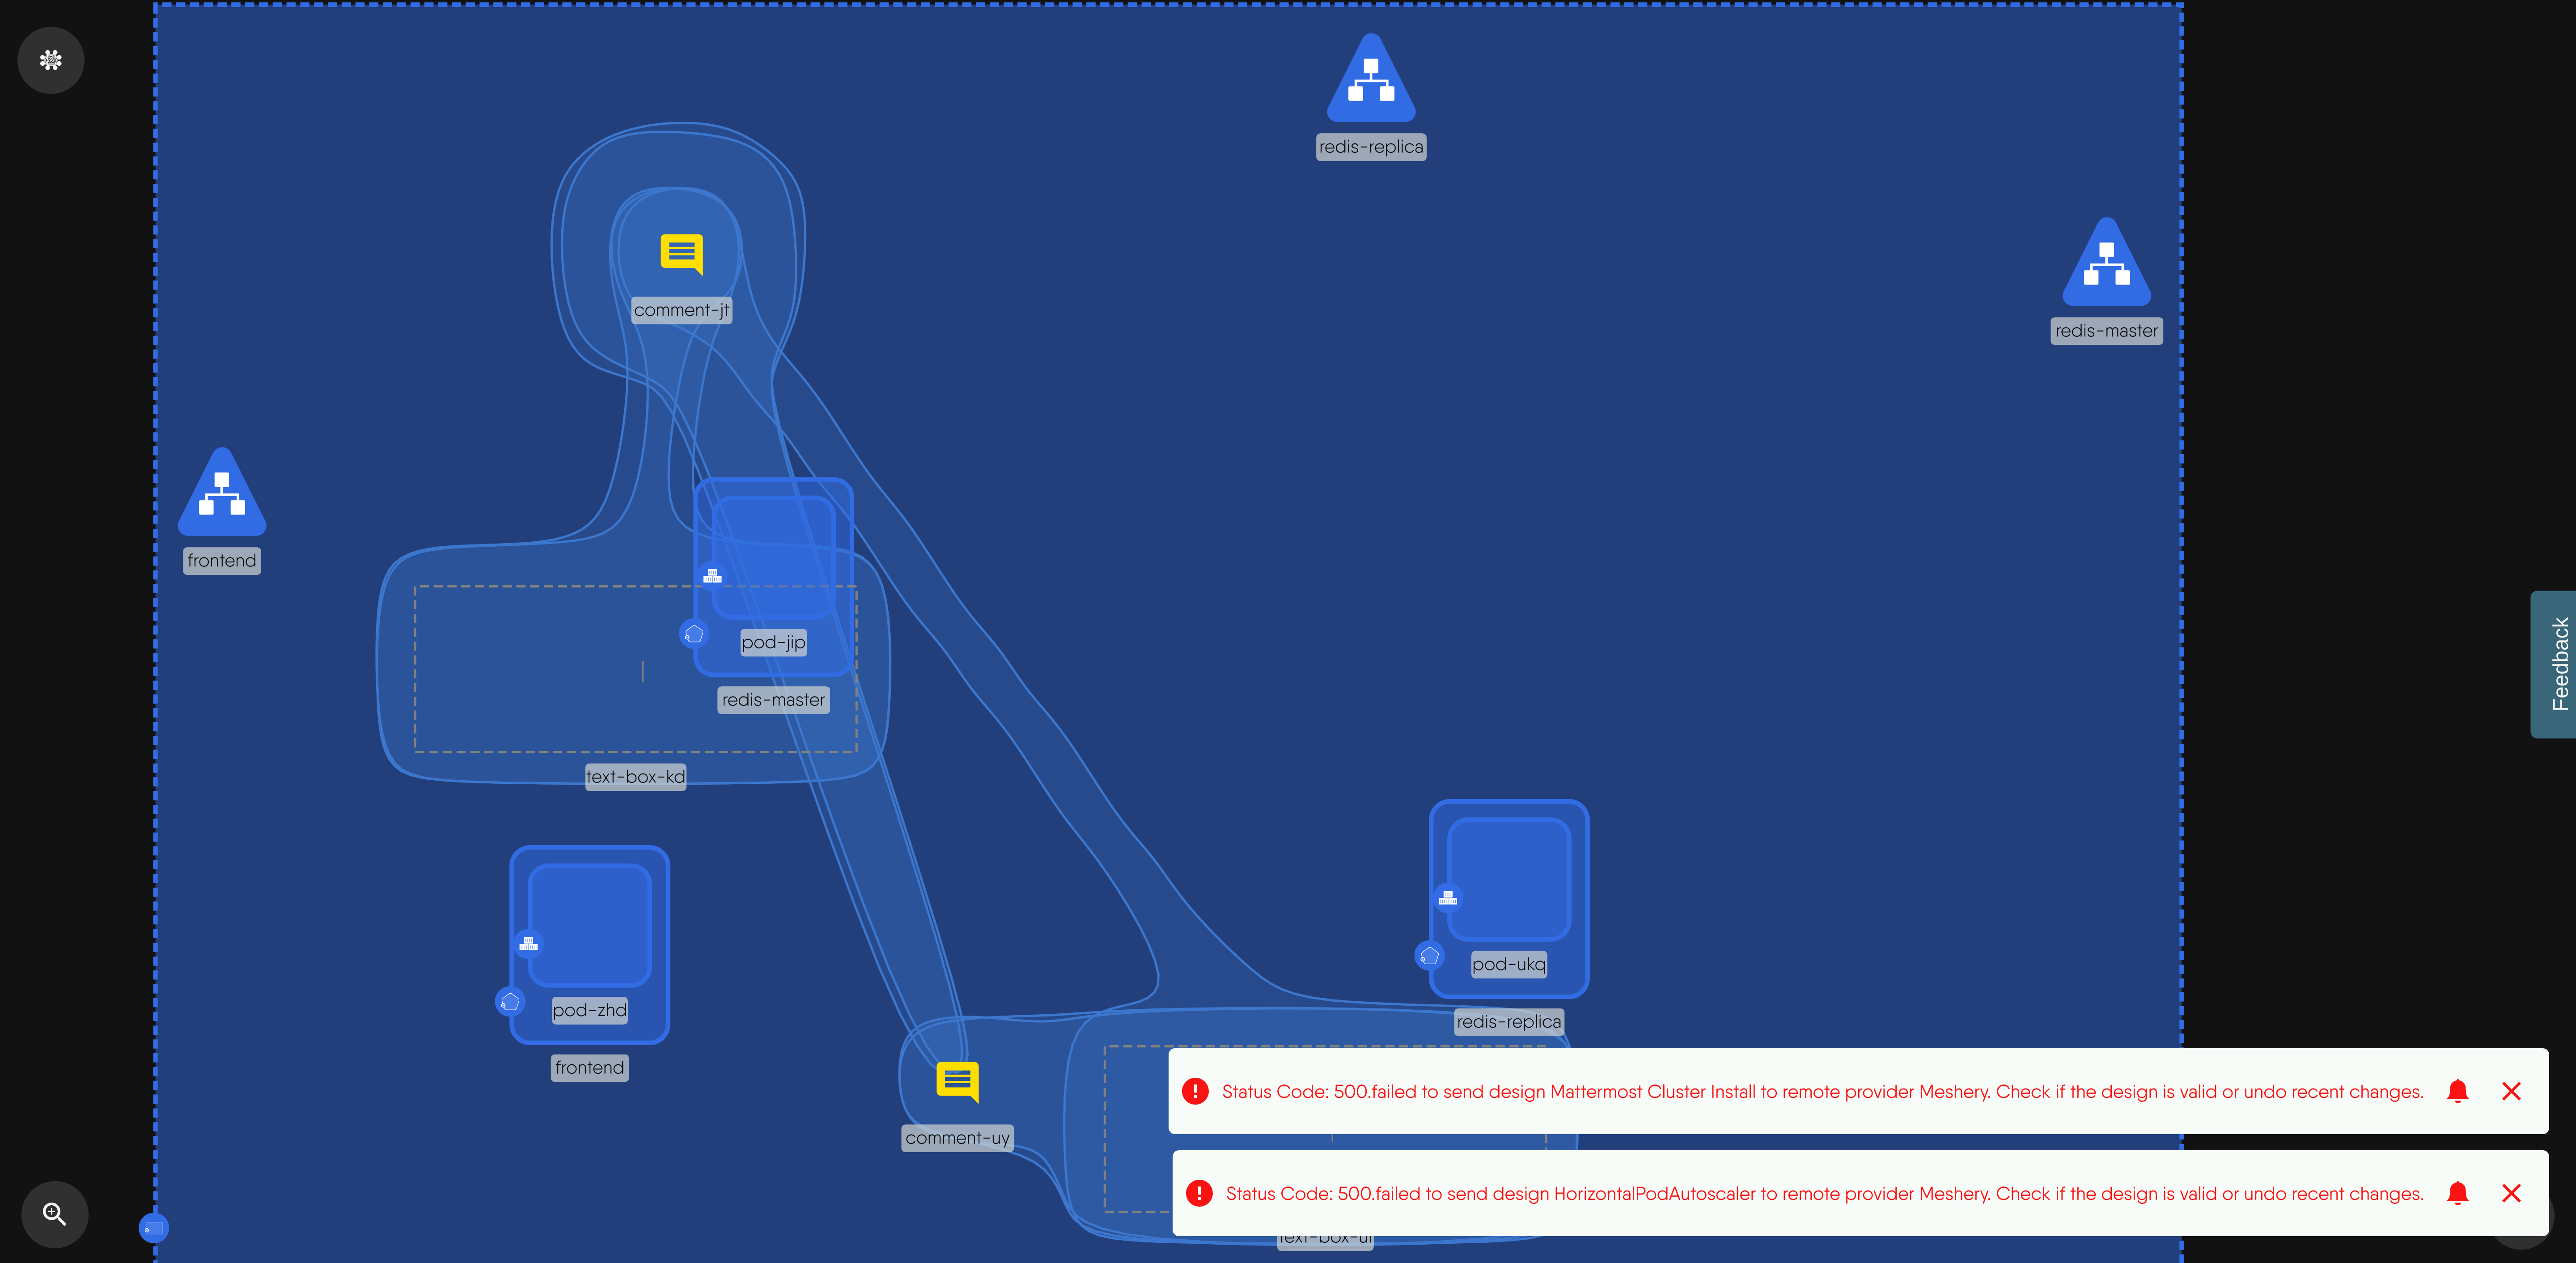 redis-replica
comment-jt
redis-master
frontend
pod-jip
redis-master
text-box-kd
pod-ukq
redis-replica
pod-zhd
frontend
comment-uy
Status Code: 500.failed to send design Mattermost Cluster Install to remote provider Meshery. Check if the design is valid or undo recent changes.
Status Code: 500.failed to send design HorizontalPodAutoscaler to remote provider Meshery. Check if the design is valid or undo recent changes.
Feedback